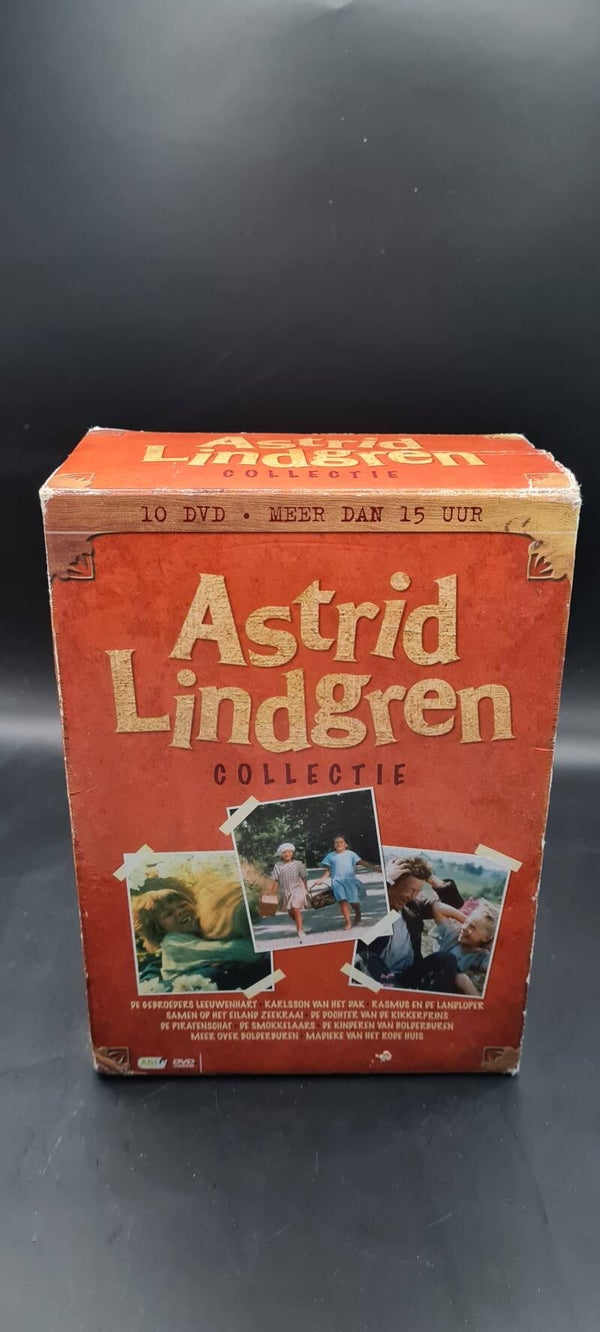 Astrid
Lindgren
COLLECTIE
10 DVD • MEER DAN 15 UUR
Astrid
Lindgren
COLLECTIE
DE GEBROEDERS LEEUWENHART • KARLSSON VAN HET DAK • RASMUS EN DE LANDLOPER
SAMEN OP HET EILAND ZEEKRAAI • DE DOCHTER VAN DE KIKKERPRINS
DE PIRATENSCHAT • DE SMOKKELAARS • DE KINDEREN VAN BOLDERBUREN
MEER OVER BOLDERBUREN • MADIEKE VAN HET RODE HUIS
DVD